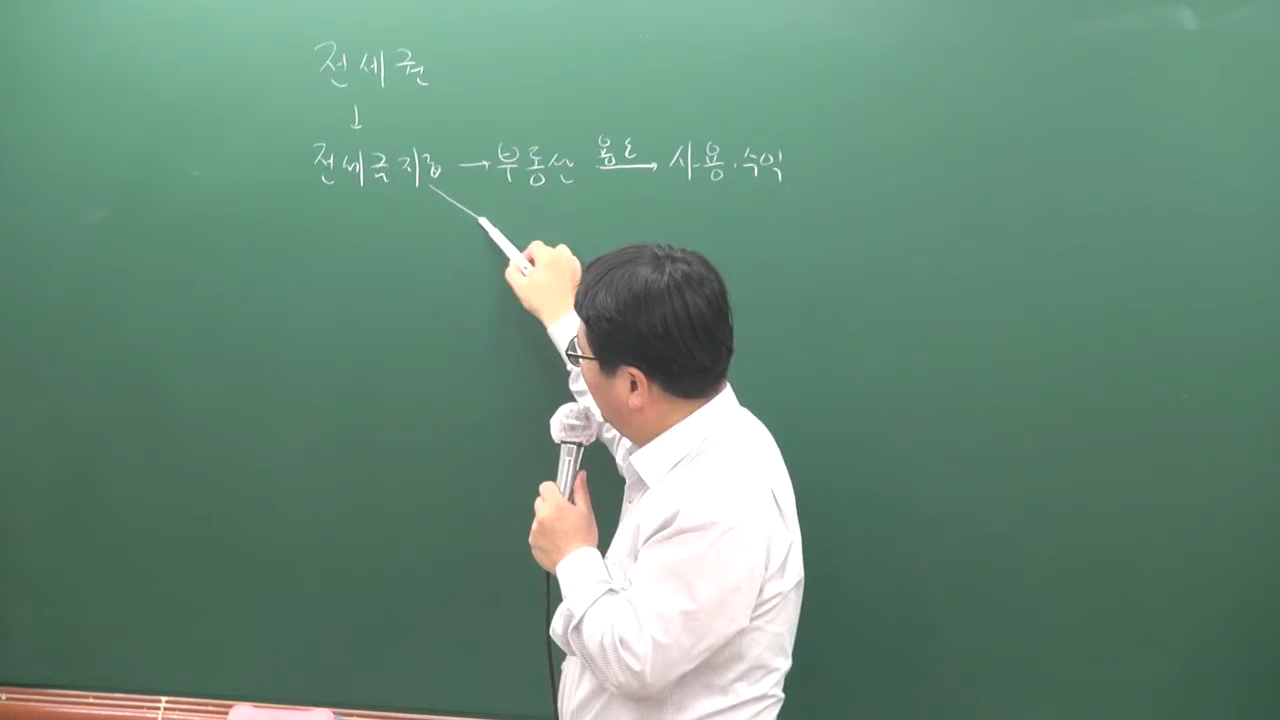 전세권
↓
전세금지급 → 부동산 용도→ 사용·수익